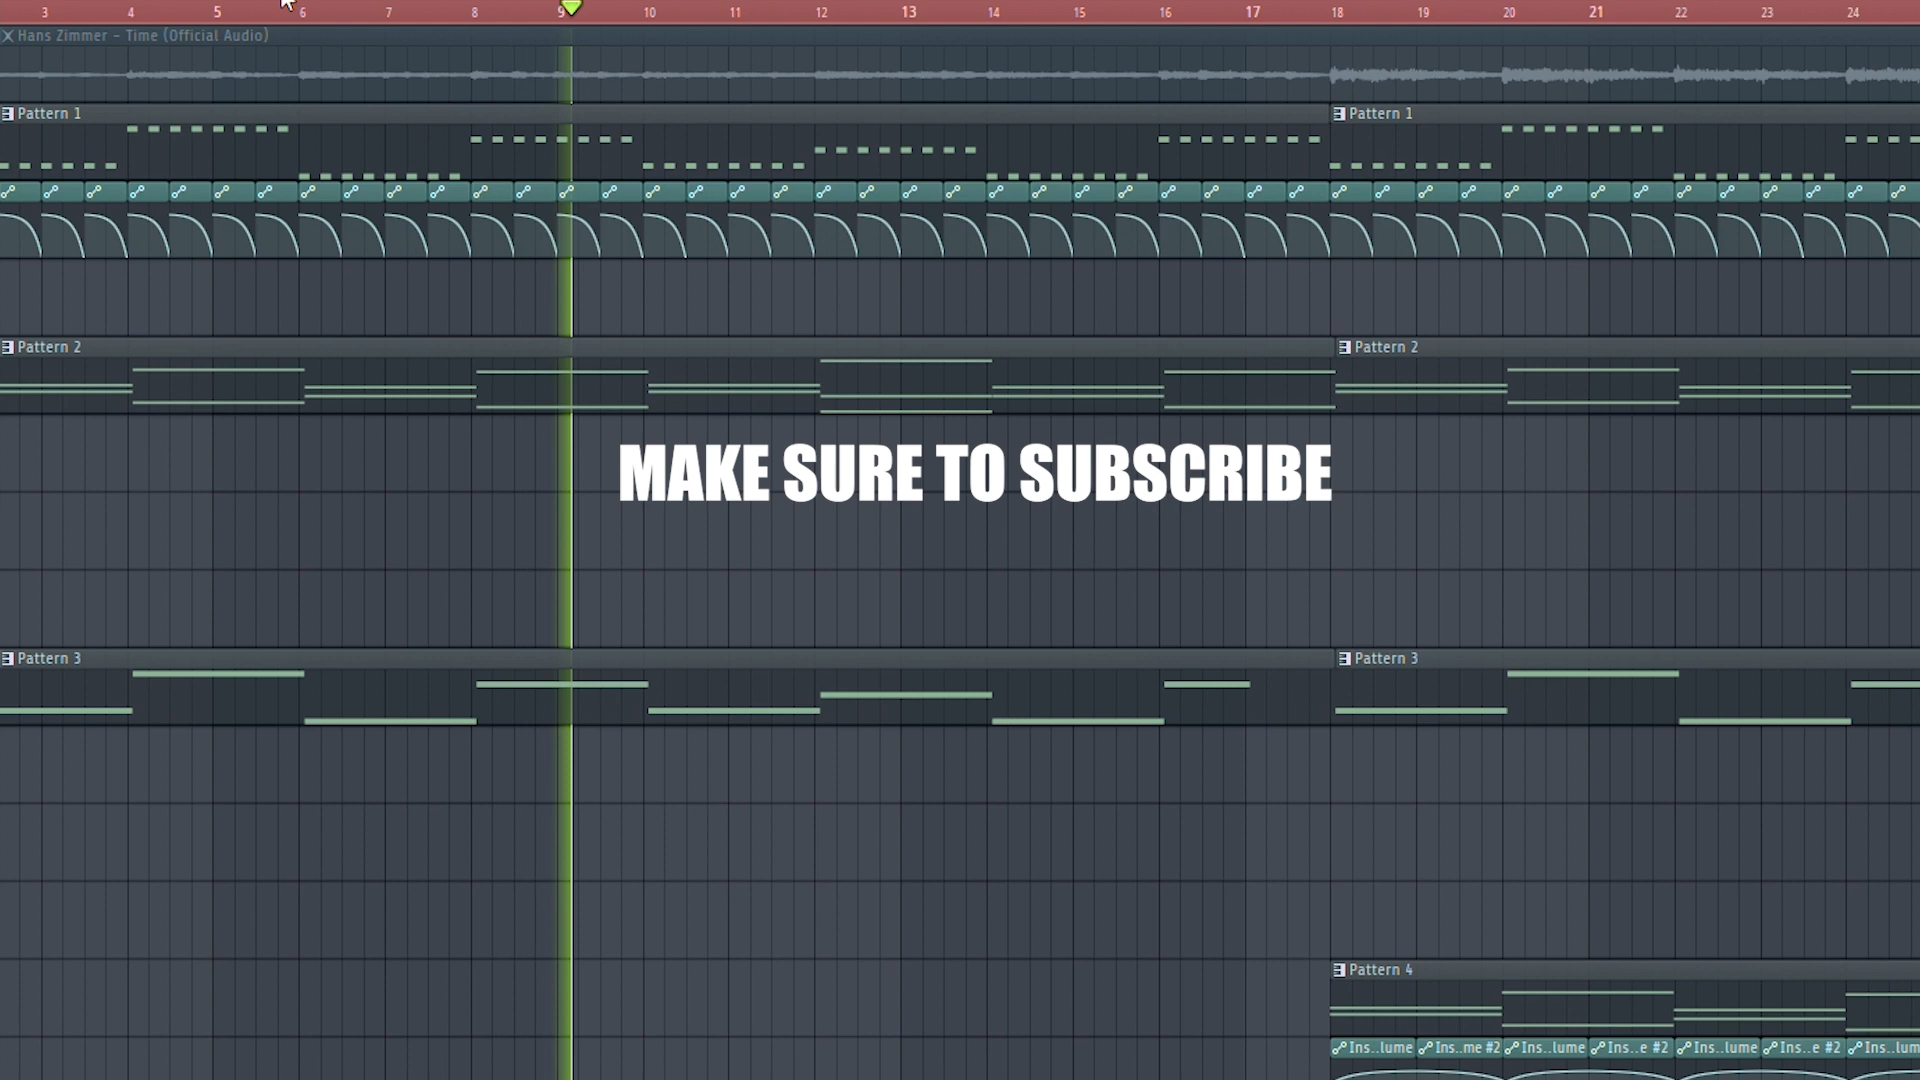 3 4 5 6 7 8 9 10 11 12 13 14 15 16 17 18 19 20 21 22 23 24
Hans Zimmer - Time (Official Audio)
Pattern 1 Pattern 1
Pattern 2 Pattern 2
MAKE SURE TO SUBSCRIBE
Pattern 3 Pattern 3
Pattern 4
Ins..lume Ins..me #2 Ins..lume Ins..e #2 Ins..lume Ins..e #2 Ins..lum